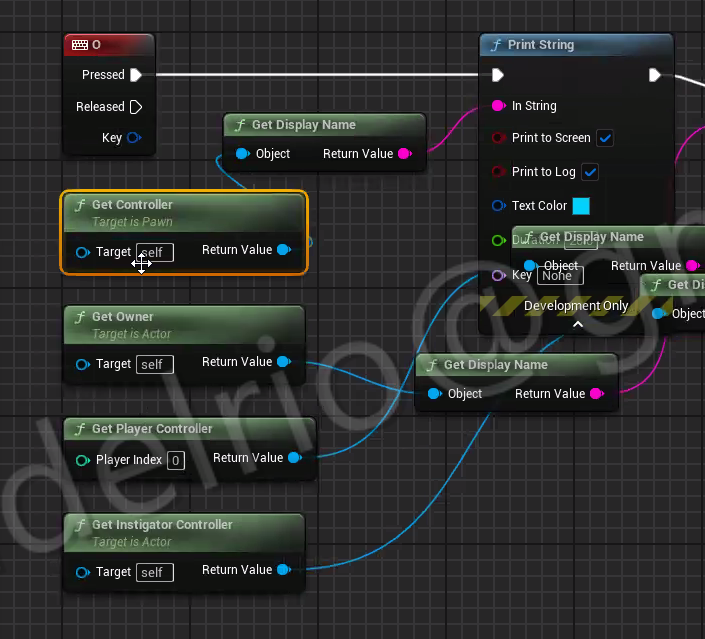 O
Print String
Pressed
Released
In String
Get Display Name
Key
Print to Screen
Object Return Value
Print to Log
Get Controller
Target is Pawn
Text Color
Target self Return Value
Get Display Name
Object Return Value
Key None
Get Di
Development Only
Object
Get Owner
Target is Actor
Target self Return Value
Get Display Name
Object Return Value
Get Player Controller
Player Index 0 Return Value
Get Instigator Controller
Target is Actor
Target self Return Value
delrio@gr